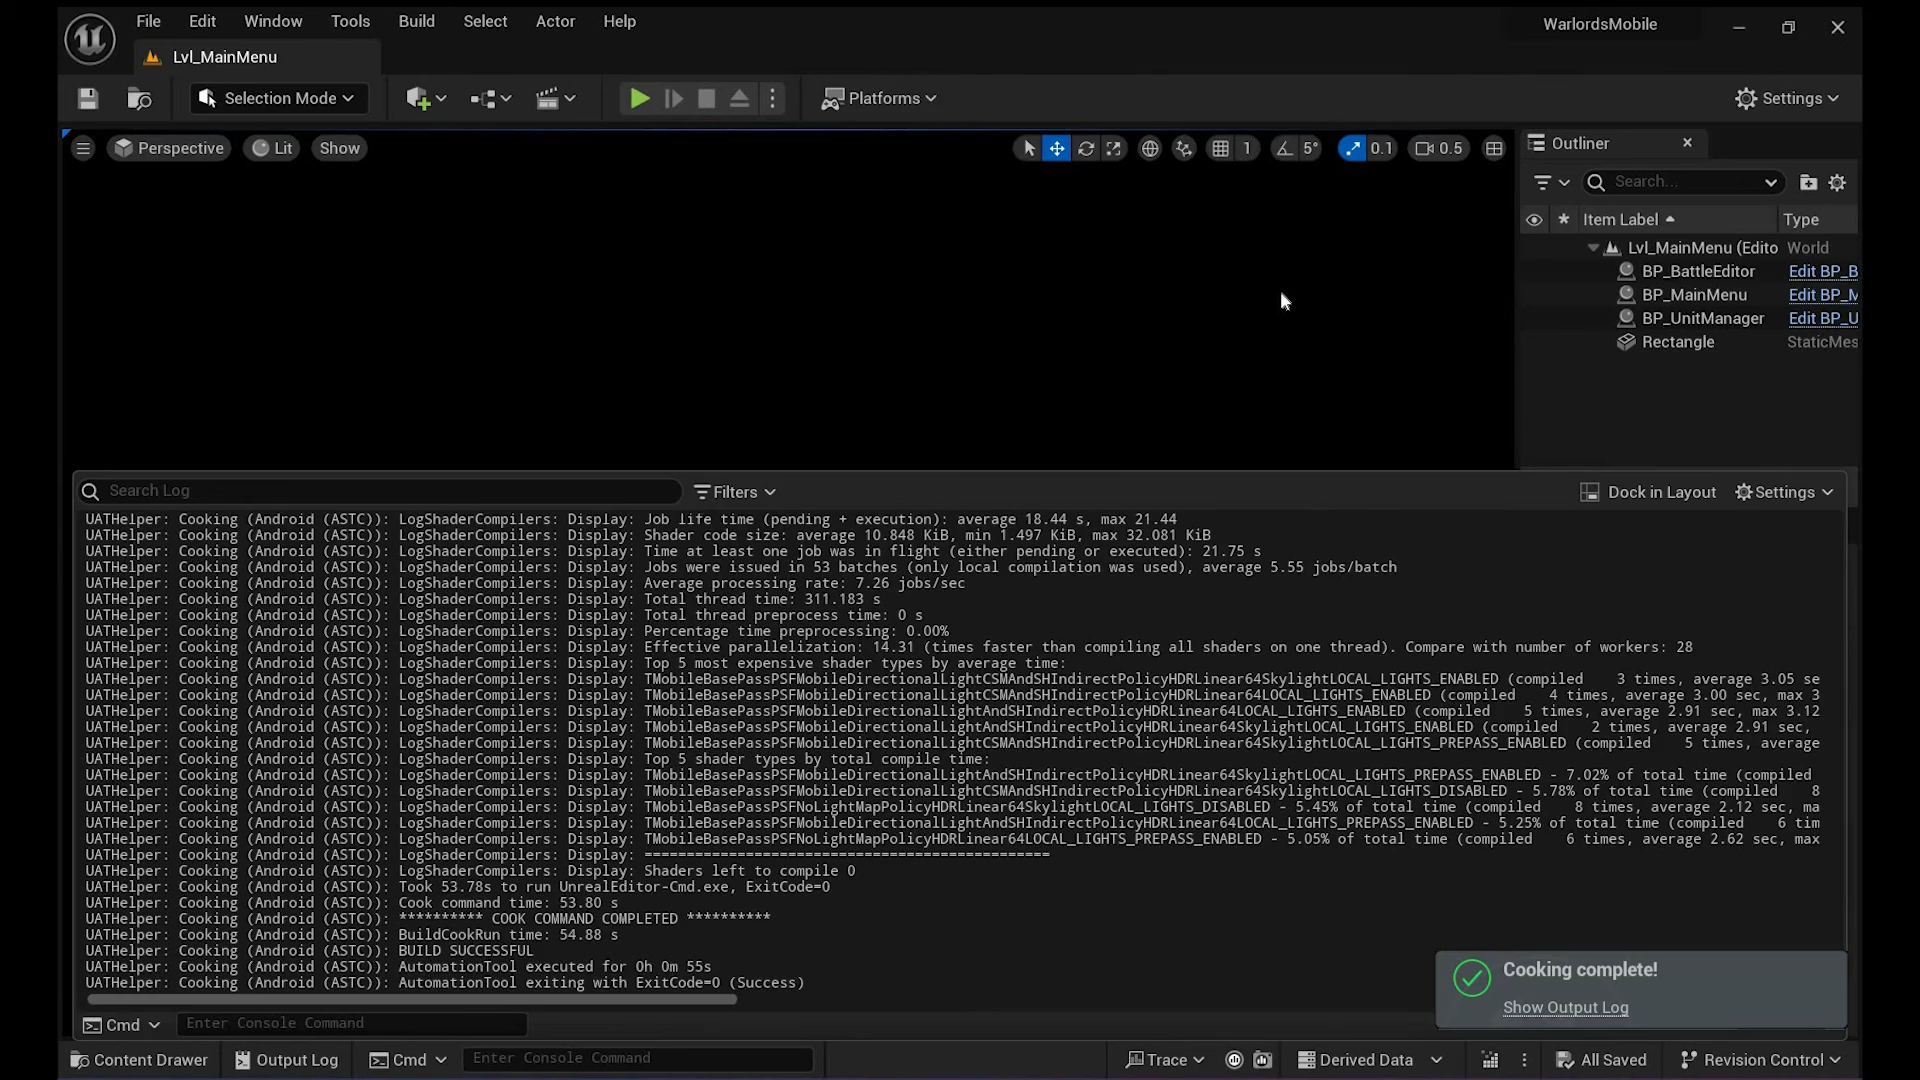 File Edit Window Tools Build Select Actor Help
WarlordsMobile
Lvl_MainMenu
Selection Mode
Platforms
Settings
Perspective Lit Show
1 5° 0.1 0.5
Outliner
Search...
Item Label Type
Lvl_MainMenu (Edito World
BP_BattleEditor Edit BP_B
BP_MainMenu Edit BP_M
BP_UnitManager Edit BP_U
Rectangle StaticMes
Search Log Filters Dock in Layout Settings
UATHelper: Cooking (Android (ASTC)): LogShaderCompilers: Display: Job life time (pending + execution): average 18.44 s, max 21.44
UATHelper: Cooking (Android (ASTC)): LogShaderCompilers: Display: Shader code size: average 10.848 KiB, min 1.497 KiB, max 32.081 KiB
UATHelper: Cooking (Android (ASTC)): LogShaderCompilers: Display: Time at least one job was in flight (either pending or executed): 21.75 s
UATHelper: Cooking (Android (ASTC)): LogShaderCompilers: Display: Jobs were issued in 53 batches (only local compilation was used), average 5.55 jobs/batch
UATHelper: Cooking (Android (ASTC)): LogShaderCompilers: Display: Average processing rate: 7.26 jobs/sec
UATHelper: Cooking (Android (ASTC)): LogShaderCompilers: Display: Total thread time: 311.183 s
UATHelper: Cooking (Android (ASTC)): LogShaderCompilers: Display: Total thread preprocess time: 0 s
UATHelper: Cooking (Android (ASTC)): LogShaderCompilers: Display: Percentage time preprocessing: 0.00%
UATHelper: Cooking (Android (ASTC)): LogShaderCompilers: Display: Effective parallelization: 14.31 (times faster than compiling all shaders on one thread). Compare with number of workers: 28
UATHelper: Cooking (Android (ASTC)): LogShaderCompilers: Display: Top 5 most expensive shader types by average time:
UATHelper: Cooking (Android (ASTC)): LogShaderCompilers: Display: TMobileBasePassPSFMobileDirectionalLightCSMAndSHIndirectPolicyHDRLinear64SkylightLOCAL_LIGHTS_ENABLED (compiled 3 times, average 3.05 se
UATHelper: Cooking (Android (ASTC)): LogShaderCompilers: Display: TMobileBasePassPSFMobileDirectionalLightCSMAndSHIndirectPolicyHDRLinear64LOCAL_LIGHTS_ENABLED (compiled 4 times, average 3.00 sec, max 3
UATHelper: Cooking (Android (ASTC)): LogShaderCompilers: Display: TMobileBasePassPSFMobileDirectionalLightAndSHIndirectPolicyHDRLinear64LOCAL_LIGHTS_ENABLED (compiled 5 times, average 2.91 sec, max 3.12
UATHelper: Cooking (Android (ASTC)): LogShaderCompilers: Display: TMobileBasePassPSFMobileDirectionalLightAndSHIndirectPolicyHDRLinear64SkylightLOCAL_LIGHTS_ENABLED (compiled 2 times, average 2.91 sec,
UATHelper: Cooking (Android (ASTC)): LogShaderCompilers: Display: TMobileBasePassPSFMobileDirectionalLightCSMAndSHIndirectPolicyHDRLinear64SkylightLOCAL_LIGHTS_PREPASS_ENABLED (compiled 5 times, average
UATHelper: Cooking (Android (ASTC)): LogShaderCompilers: Display: Top 5 shader types by total compile time:
UATHelper: Cooking (Android (ASTC)): LogShaderCompilers: Display: TMobileBasePassPSFMobileDirectionalLightAndSHIndirectPolicyHDRLinear64SkylightLOCAL_LIGHTS_PREPASS_ENABLED - 7.02% of total time (compiled
UATHelper: Cooking (Android (ASTC)): LogShaderCompilers: Display: TMobileBasePassPSFMobileDirectionalLightCSMAndSHIndirectPolicyHDRLinear64SkylightLOCAL_LIGHTS_DISABLED - 5.78% of total time (compiled 8
UATHelper: Cooking (Android (ASTC)): LogShaderCompilers: Display: TMobileBasePassPSFNoLightMapPolicyHDRLinear64SkylightLOCAL_LIGHTS_DISABLED - 5.45% of total time (compiled 8 times, average 2.12 sec, ma
UATHelper: Cooking (Android (ASTC)): LogShaderCompilers: Display: TMobileBasePassPSFMobileDirectionalLightAndSHIndirectPolicyHDRLinear64LOCAL_LIGHTS_PREPASS_ENABLED - 5.25% of total time (compiled 6 tim
UATHelper: Cooking (Android (ASTC)): LogShaderCompilers: Display: TMobileBasePassPSFNoLightMapPolicyHDRLinear64LOCAL_LIGHTS_PREPASS_ENABLED - 5.05% of total time (compiled 6 times, average 2.62 sec, max
UATHelper: Cooking (Android (ASTC)): LogShaderCompilers: Display: ================================================
UATHelper: Cooking (Android (ASTC)): LogShaderCompilers: Display: Shaders left to compile 0
UATHelper: Cooking (Android (ASTC)): Took 53.78s to run UnrealEditor-Cmd.exe, ExitCode=0
UATHelper: Cooking (Android (ASTC)): Cook command time: 53.80 s
UATHelper: Cooking (Android (ASTC)): ********** COOK COMMAND COMPLETED **********
UATHelper: Cooking (Android (ASTC)): BuildCookRun time: 54.88 s
UATHelper: Cooking (Android (ASTC)): BUILD SUCCESSFUL
UATHelper: Cooking (Android (ASTC)): AutomationTool executed for 0h 0m 55s
UATHelper: Cooking (Android (ASTC)): AutomationTool exiting with ExitCode=0 (Success)
Cooking complete!
Show Output Log
Cmd Enter Console Command
Content Drawer Output Log Cmd Enter Console Command Trace Derived Data All Saved Revision Control